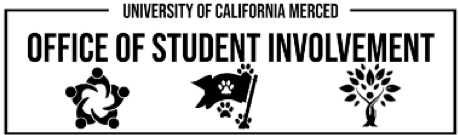 UNIVERSITY OF CALIFORNIA MERCED
OFFICE OF STUDENT INVOLVEMENT